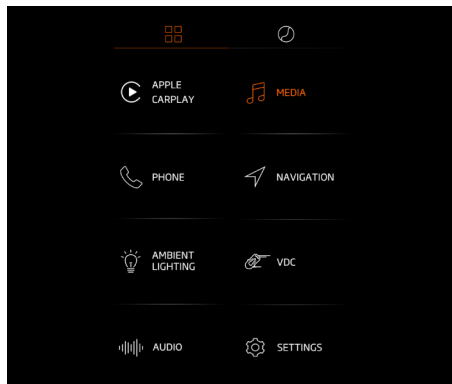 APPLE
CARPLAY
MEDIA
PHONE
NAVIGATION
AMBIENT
LIGHTING
VDC
AUDIO
SETTINGS